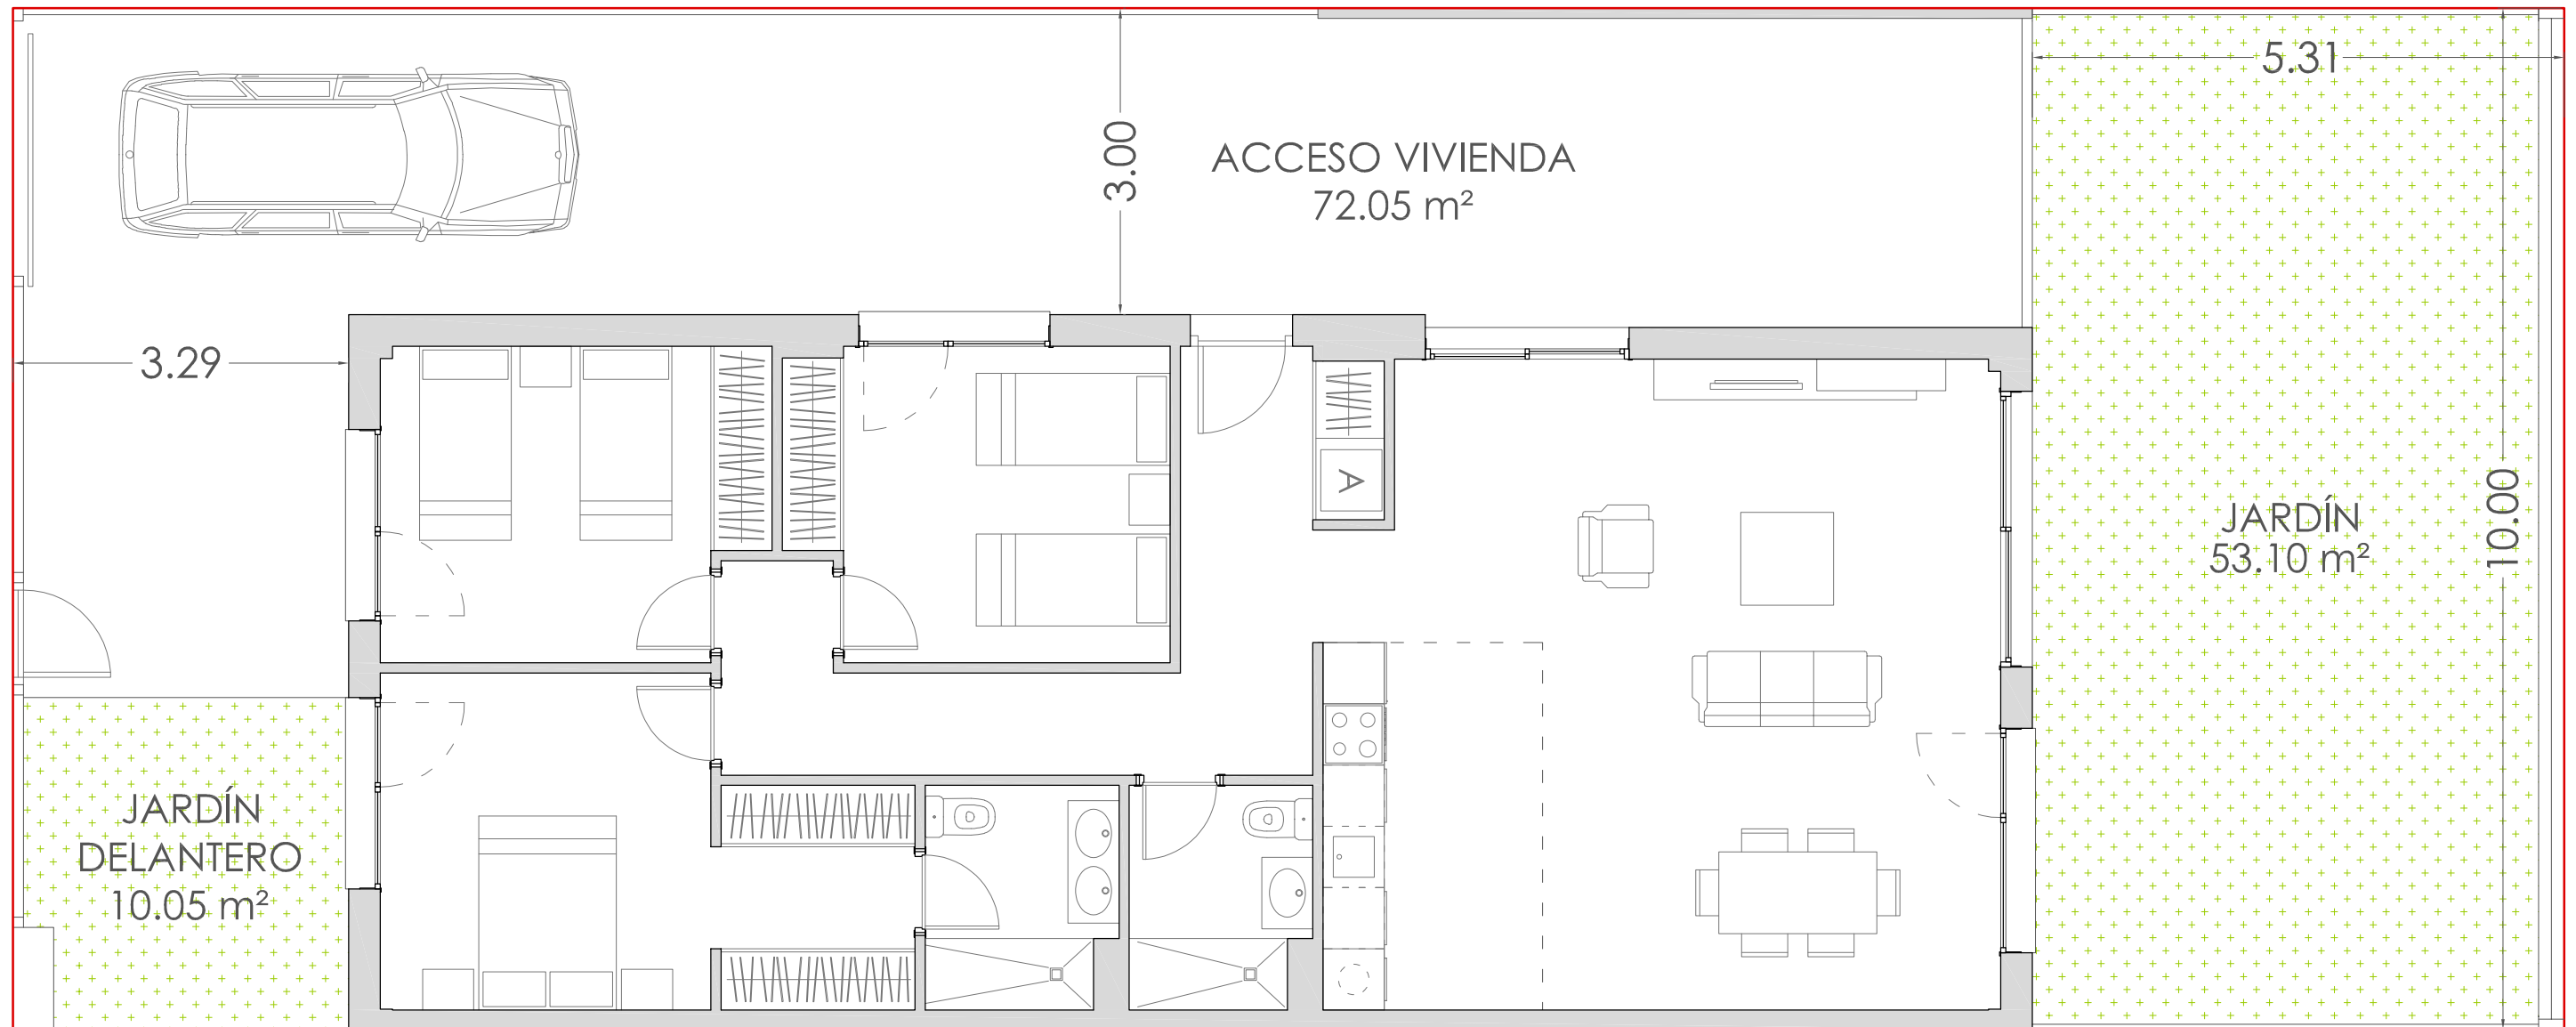 5.31
3.00
ACCESO VIVIENDA
72.05 m²
3.29
A
JARDÍN
53.10 m²
10.00
JARDÍN
DELANTERO
10.05 m²